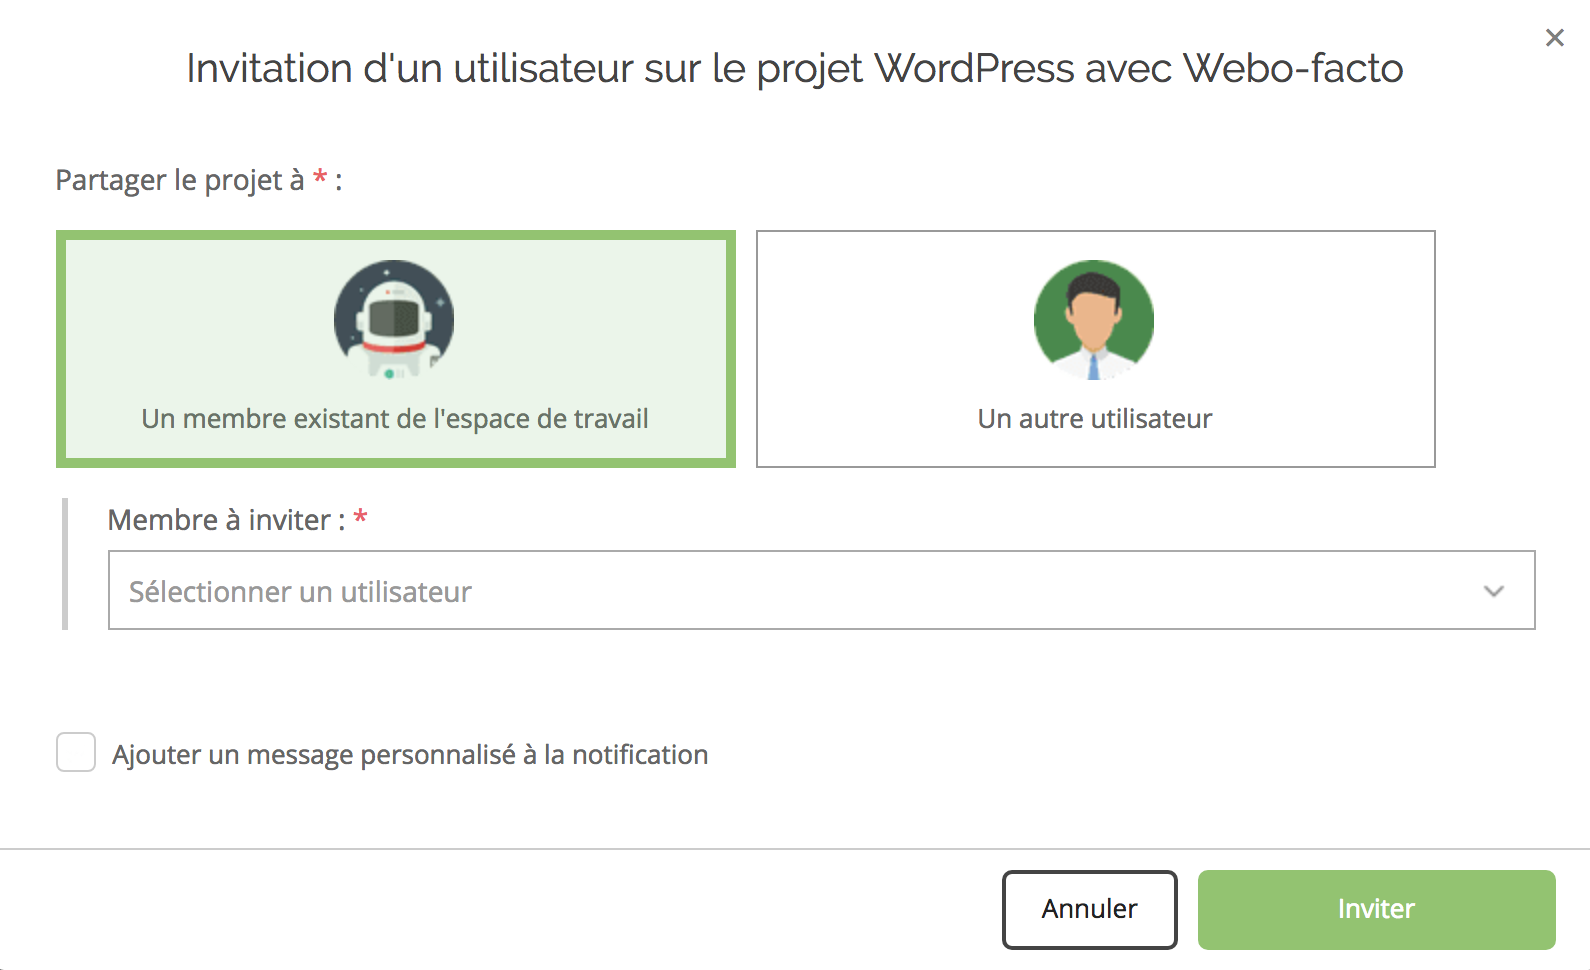 Invitation d'un utilisateur sur le projet WordPress avec Webo-facto
Partager le projet à * :
Un membre existant de l'espace de travail
Un autre utilisateur
Membre à inviter : *
Sélectionner un utilisateur
Ajouter un message personnalisé à la notification
Annuler
Inviter